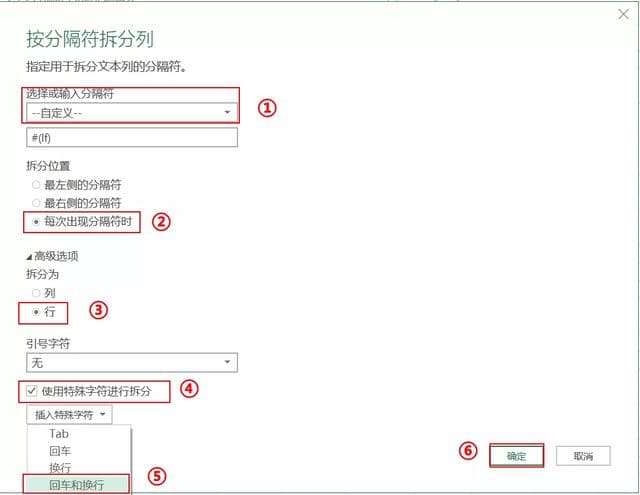 按分隔符拆分列
指定用于拆分文本列的分隔符。
选择或输入分隔符
--自定义--
①
#(lf)
拆分位置
最左侧的分隔符
最右侧的分隔符
每次出现分隔符时
②
高级选项
拆分为
列
行
③
引号字符
无
使用特殊字符进行拆分
④
插入特殊字符
Tab
回车
换行
回车和换行
⑤
⑥
确定
取消